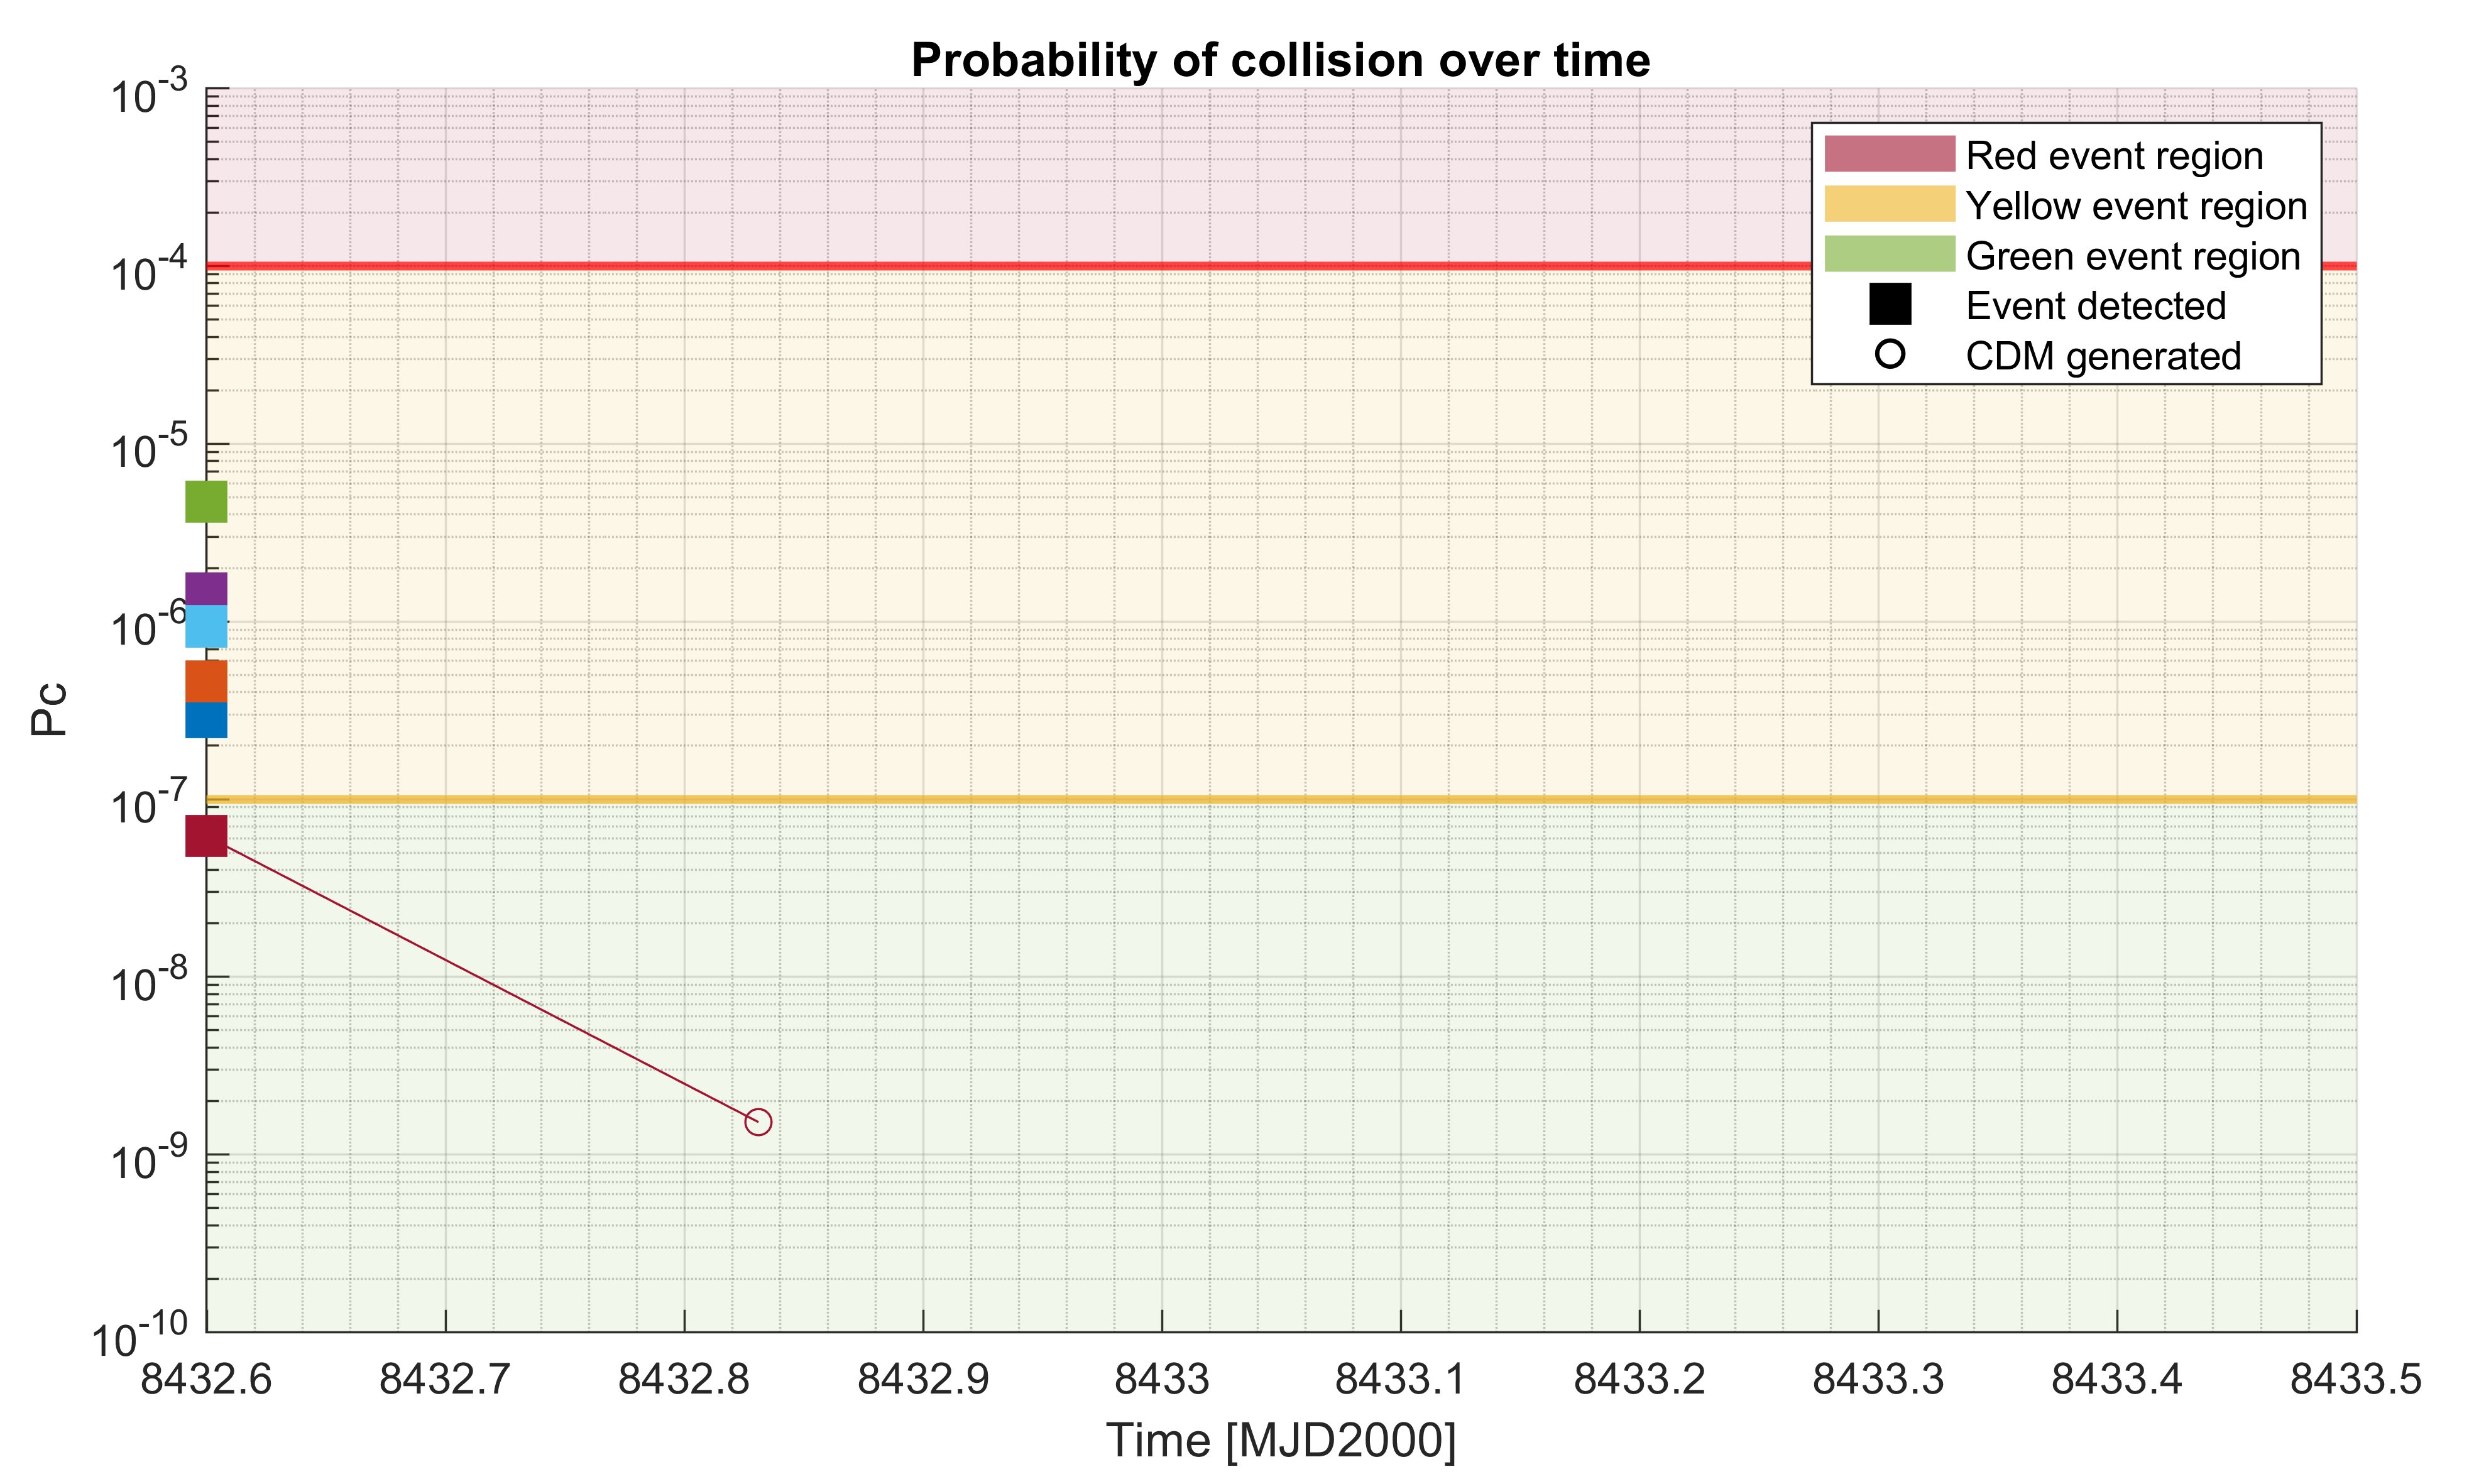 Probability of collision over time
10^-3
10^-4
10^-5
10^-6
10^-7
10^-8
10^-9
10^-10
Pc
Red event region
Yellow event region
Green event region
Event detected
CDM generated
8432.6 8432.7 8432.8 8432.9 8433 8433.1 8433.2 8433.3 8433.4 8433.5
Time [MJD2000]